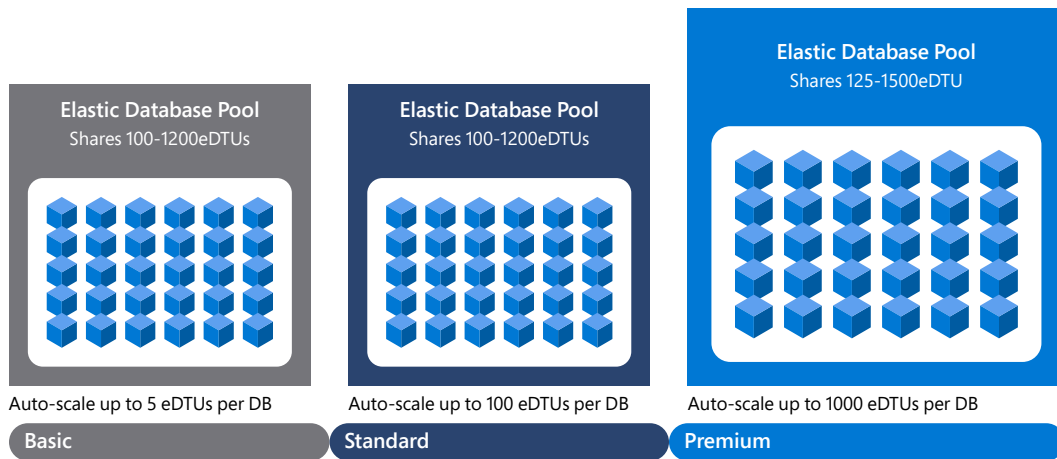 Elastic Database Pool
Shares 100-1200eDTUs
Auto-scale up to 5 eDTUs per DB
Basic
Elastic Database Pool
Shares 100-1200eDTUs
Auto-scale up to 100 eDTUs per DB
Standard
Elastic Database Pool
Shares 125-1500eDTU
Auto-scale up to 1000 eDTUs per DB
Premium